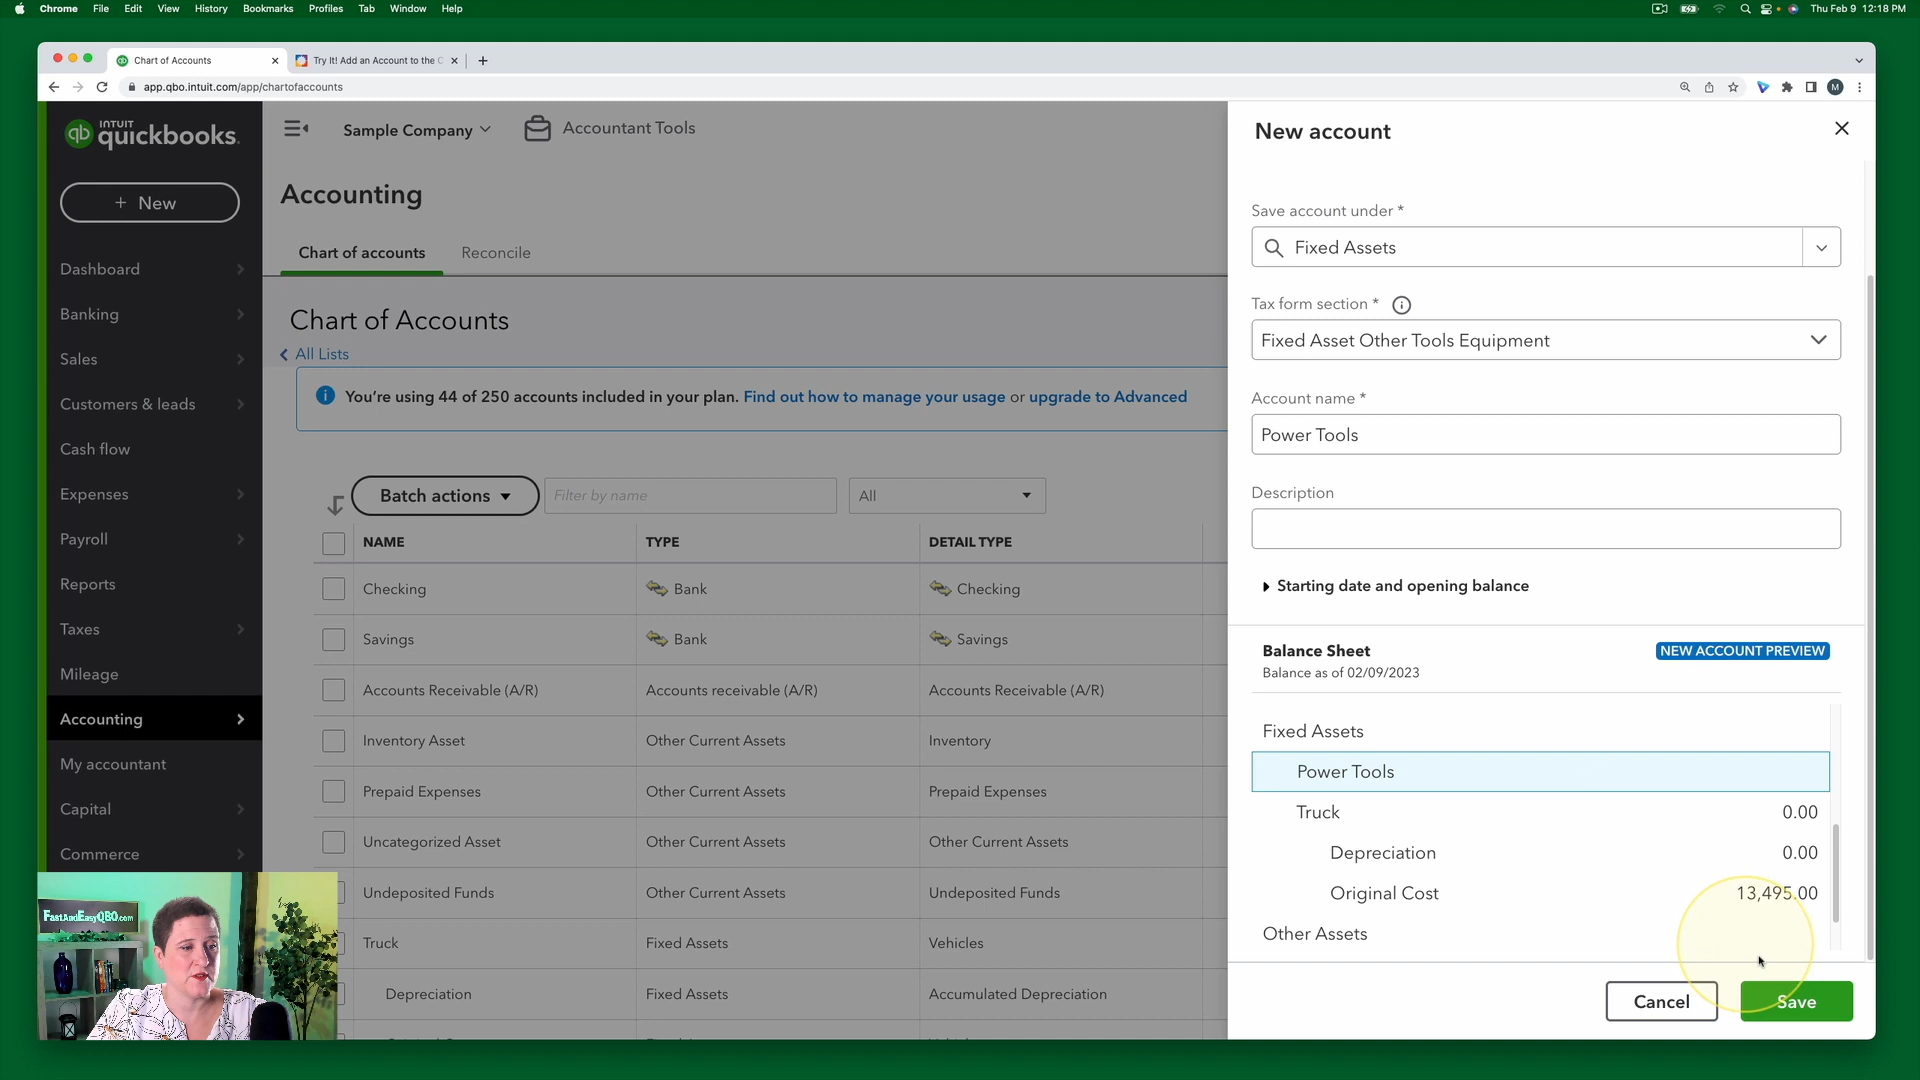 Chrome File Edit View History Bookmarks Profiles Tab Window Help
Thu Feb 9 12:18 PM
Chart of Accounts
Try It! Add an Account to the C
app.qbo.intuit.com/app/chartofaccounts
M
INTUIT
qb quickbooks.
+ New
Dashboard
Banking
Sales
Customers & leads
Cash flow
Expenses
Payroll
Reports
Taxes
Mileage
Accounting
My accountant
Capital
Commerce
FastAndEasyQBO.com
Sample Company
Accountant Tools
Accounting
Chart of accounts Reconcile
Chart of Accounts
All Lists
You're using 44 of 250 accounts included in your plan. Find out how to manage your usage or upgrade to Advanced
Batch actions Filter by name All
NAME TYPE DETAIL TYPE
Checking Bank Checking
Savings Bank Savings
Accounts Receivable (A/R) Accounts receivable (A/R) Accounts Receivable (A/R)
Inventory Asset Other Current Assets Inventory
Prepaid Expenses Other Current Assets Prepaid Expenses
Uncategorized Asset Other Current Assets Other Current Assets
Undeposited Funds Other Current Assets Undeposited Funds
Truck Fixed Assets Vehicles
Depreciation Fixed Assets Accumulated Depreciation
New account
Save account under *
Fixed Assets
Tax form section *
Fixed Asset Other Tools Equipment
Account name *
Power Tools
Description
Starting date and opening balance
Balance Sheet NEW ACCOUNT PREVIEW
Balance as of 02/09/2023
Fixed Assets
Power Tools
Truck 0.00
Depreciation 0.00
Original Cost 13,495.00
Other Assets
Cancel Save